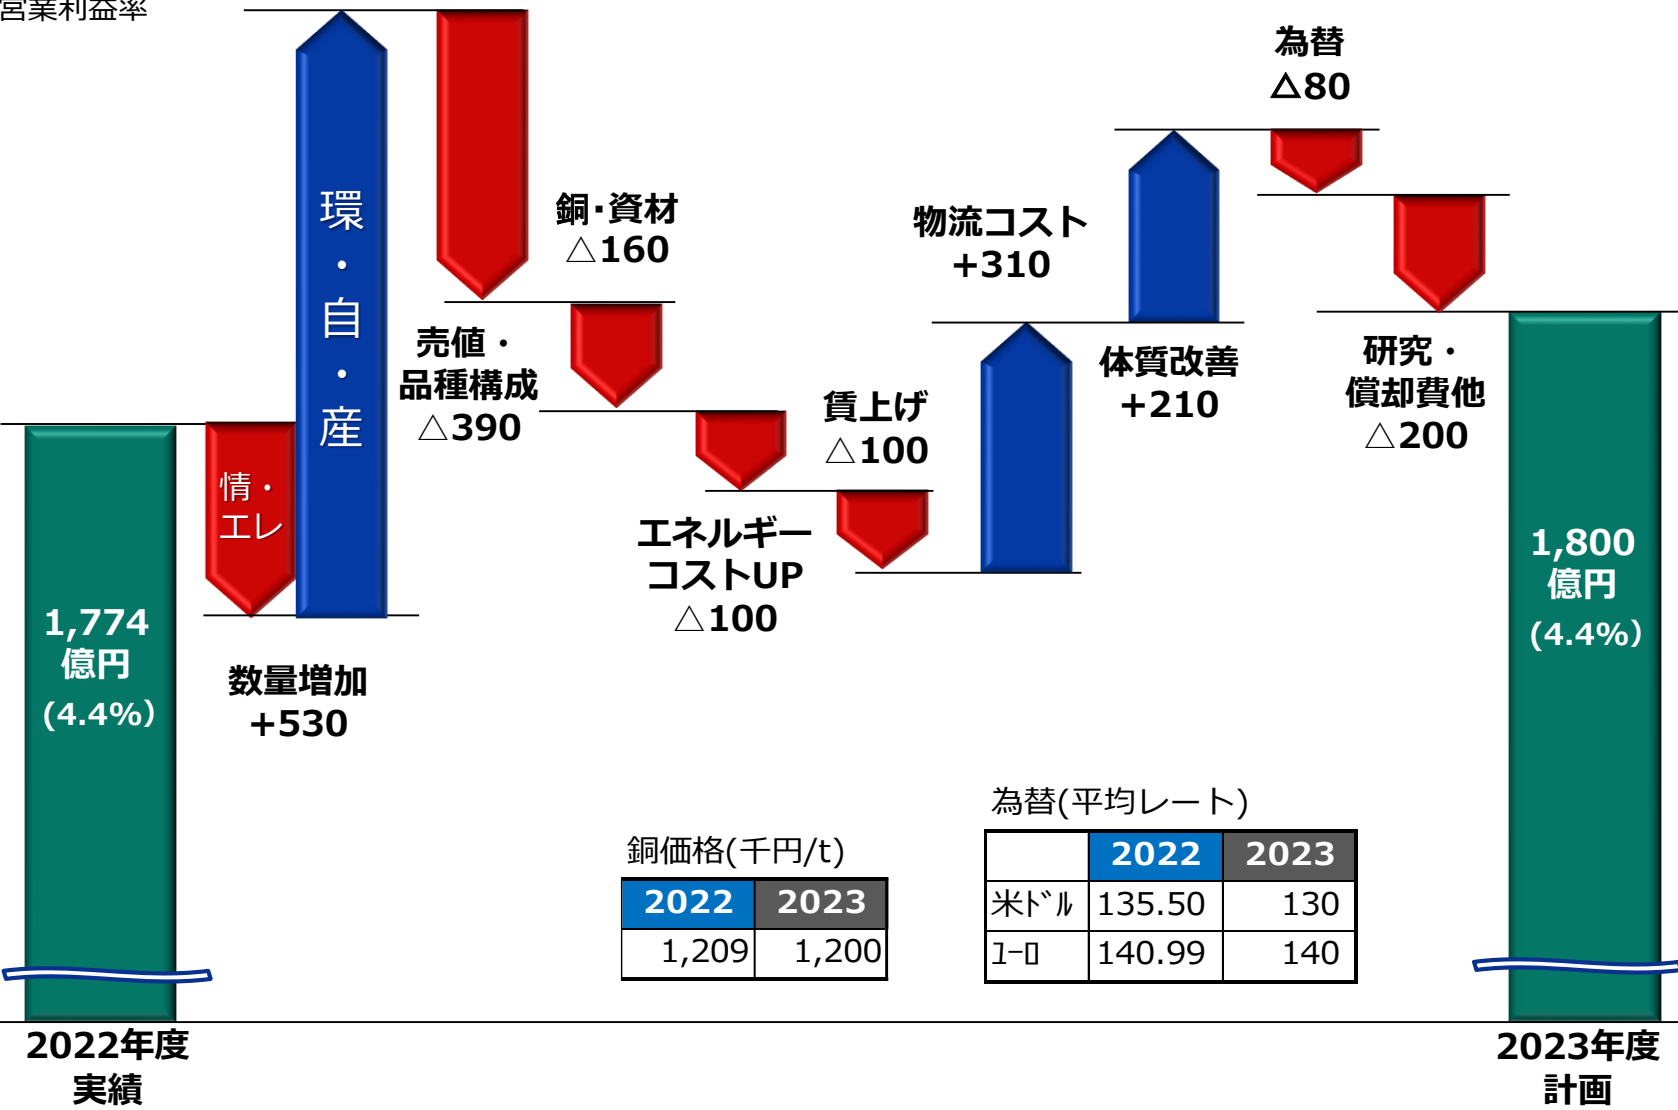 営業利益率
1,774
億円
(4.4%)
2022年度
実績
情・
エレ
環・自・産
数量増加
+530
売値・
品種構成
△390
銅・資材
△160
エネルギー
コストUP
△100
賃上げ
△100
物流コスト
+310
体質改善
+210
為替
△80
研究・
償却費他
△200
1,800
億円
(4.4%)
2023年度
計画
銅価格(千円/t)
2022 2023
1,209 1,200
為替(平均レート)
2022 2023
米ドル 135.50 130
ユーロ 140.99 140